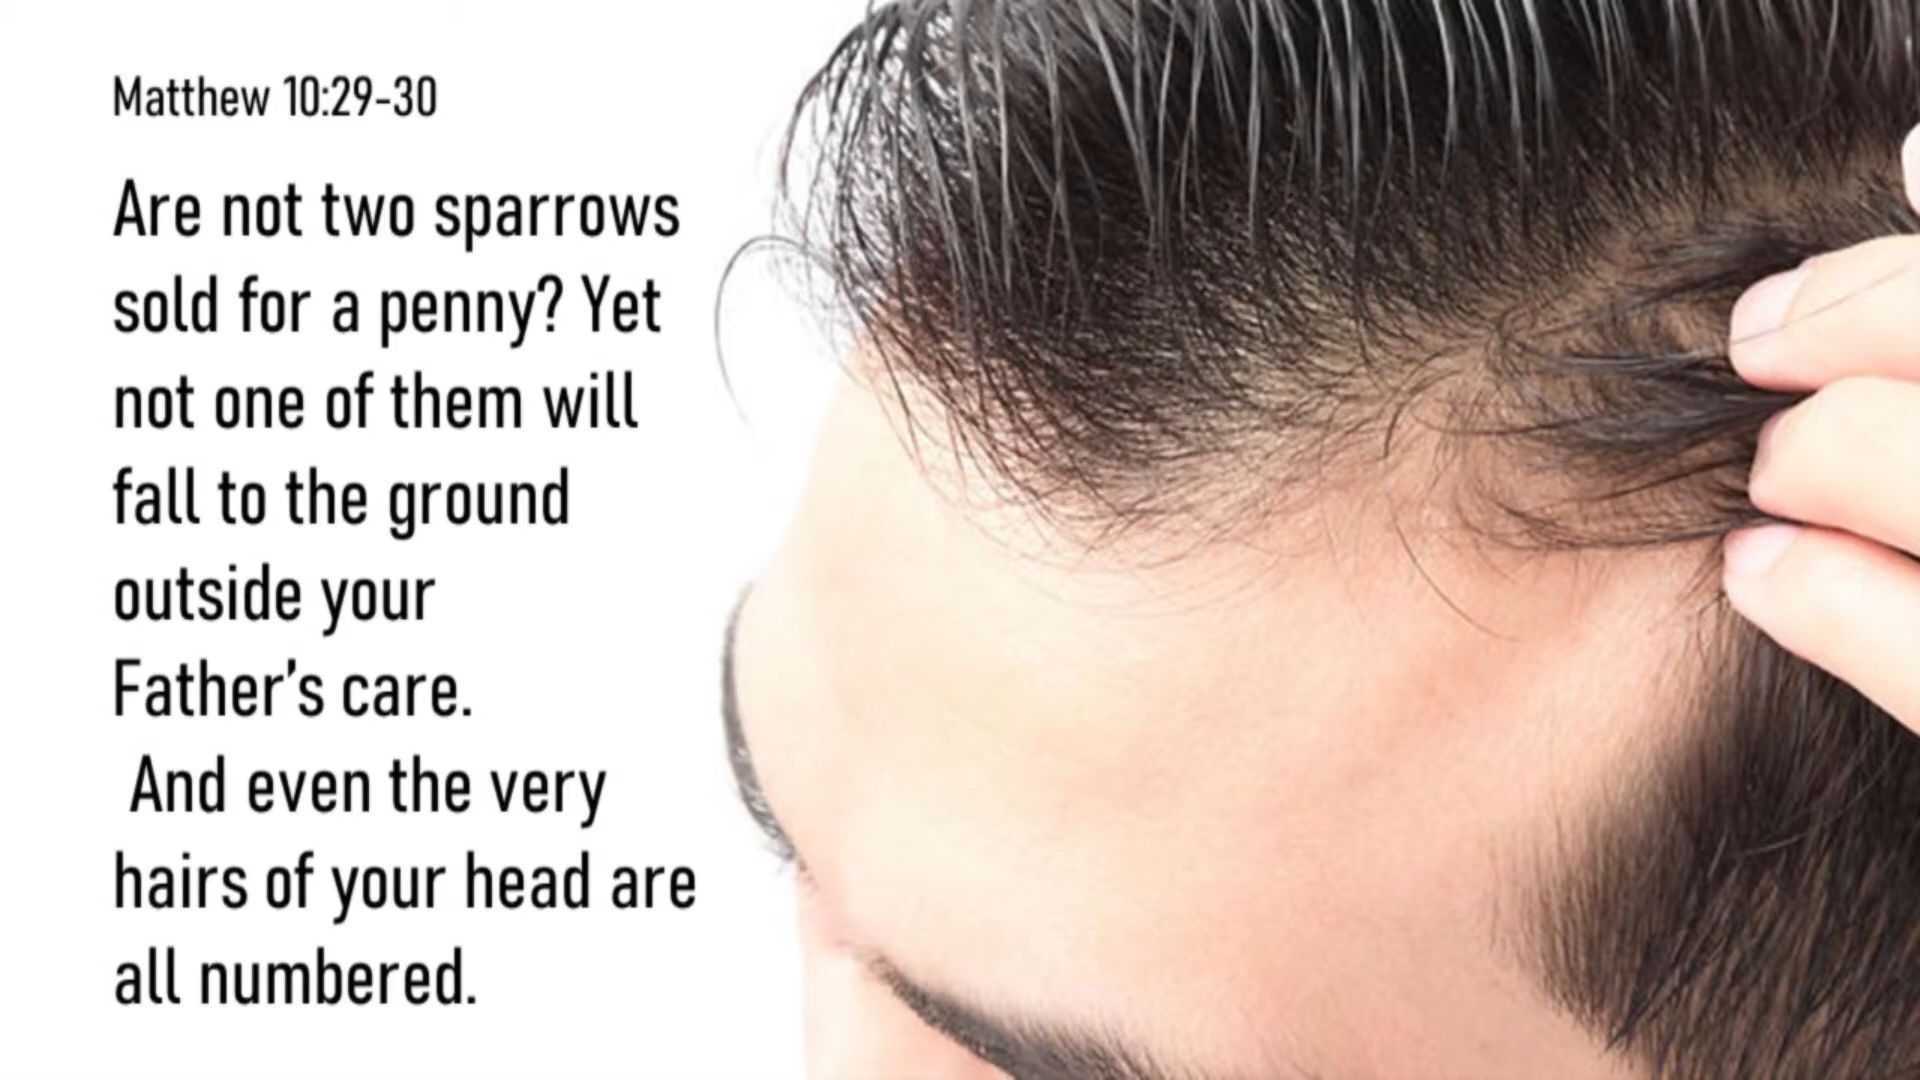 Matthew 10:29-30
Are not two sparrows
sold for a penny? Yet
not one of them will
fall to the ground
outside your
Father’s care.
And even the very
hairs of your head are
all numbered.